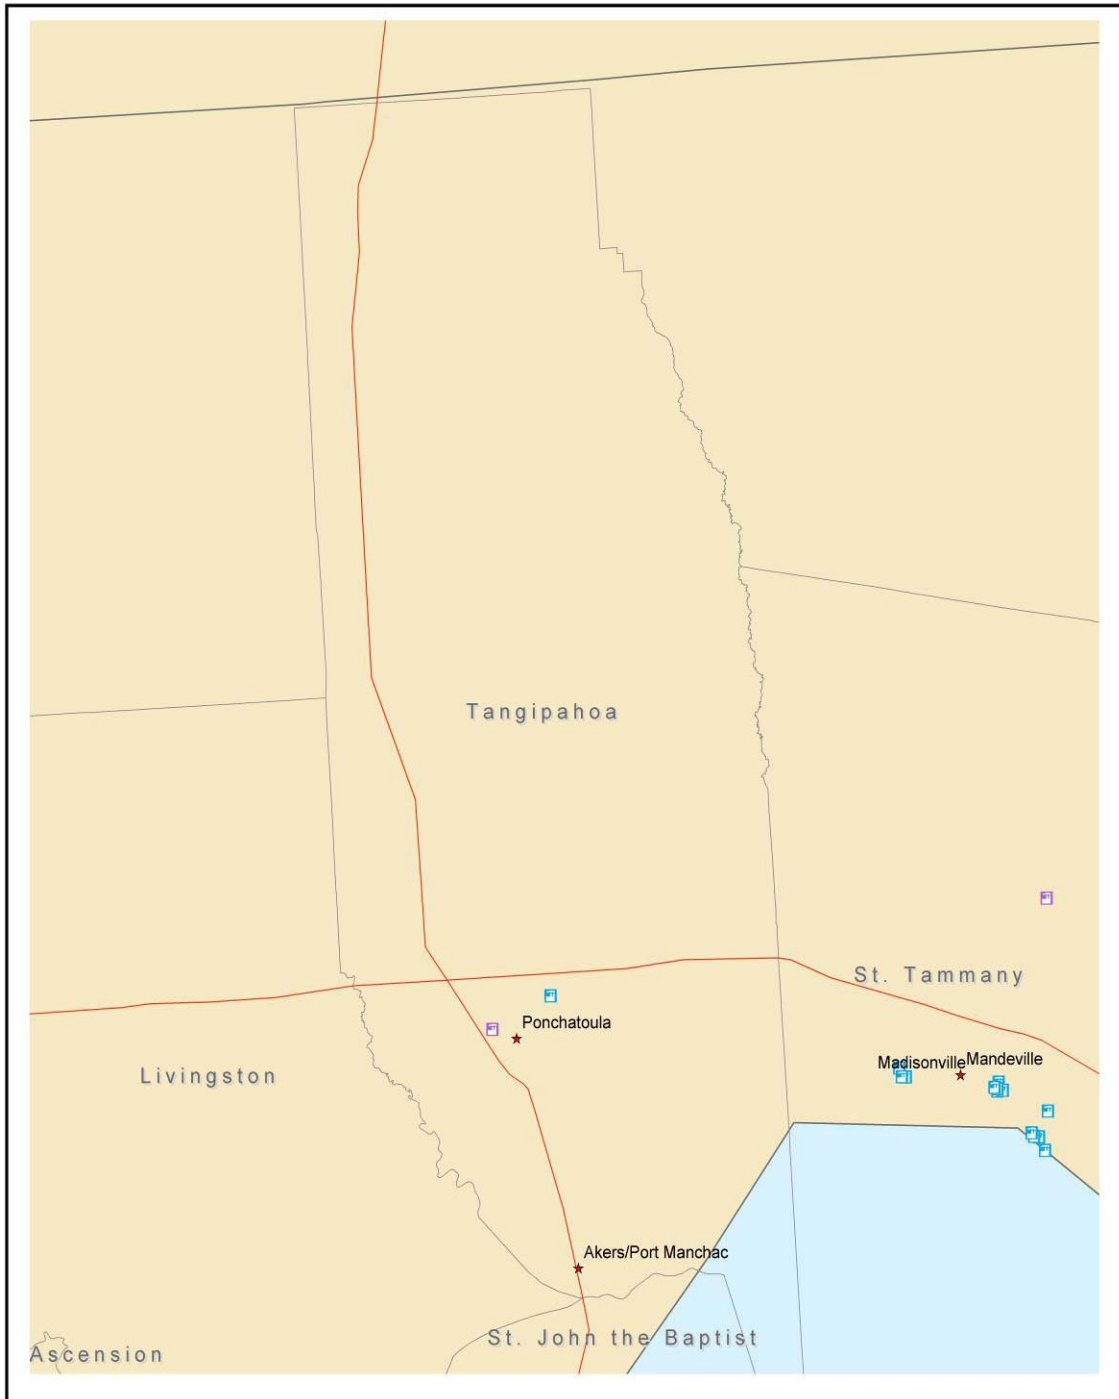 Tangipahoa
St. Tammany
Ponchatoula
Madisonville
Mandeville
Livingston
Akers/Port Manchac
St. John the Baptist
Ascension